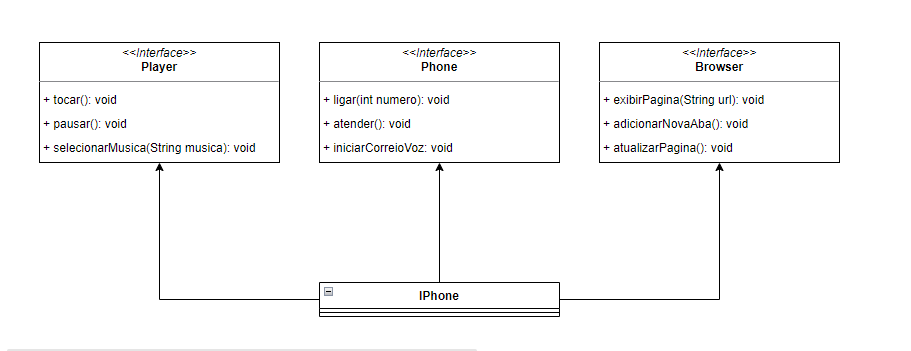 <<Interface>>
Player
+ tocar(): void
+ pausar(): void
+ selecionarMusica(String musica): void
<<Interface>>
Phone
+ ligar(int numero): void
+ atender(): void
+ iniciarCorreioVoz: void
<<Interface>>
Browser
+ exibirPagina(String url): void
+ adicionarNovaAba(): void
+ atualizarPagina(): void
IPhone